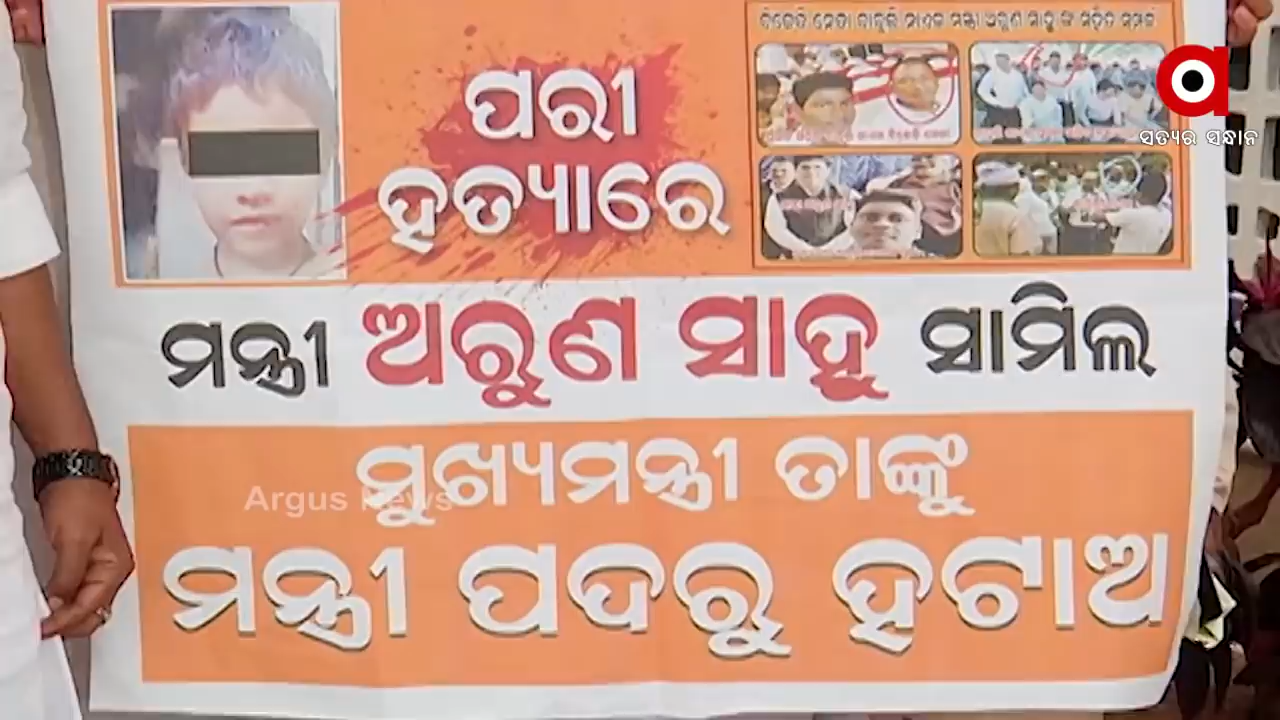 ପରୀ
ହତ୍ୟାରେ
ସତ୍ୟର ସନ୍ଧାନ
ମନ୍ତ୍ରୀ ଅରୁଣ ସାହୁ ସାମିଲ
ମୁଖ୍ୟମନ୍ତ୍ରୀ ତାଙ୍କୁ
Argus News
ମନ୍ତ୍ରୀ ପଦରୁ ହଟାଅ